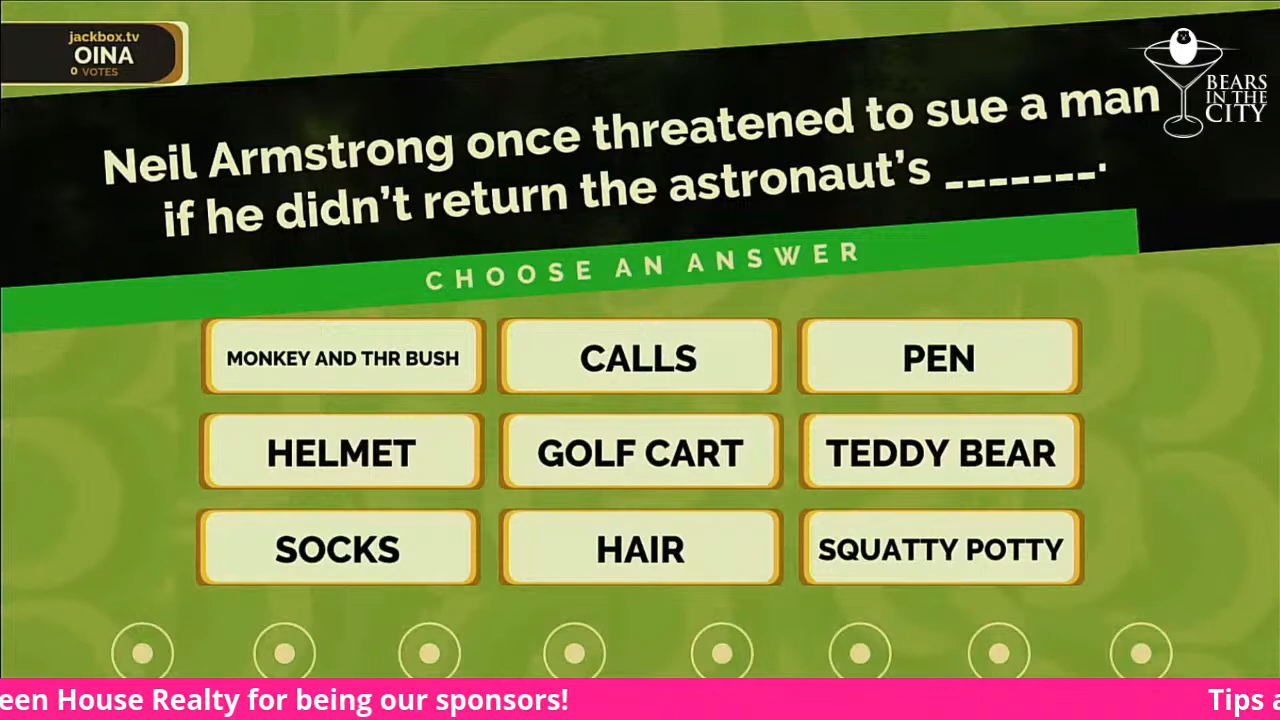 jackbox.tv
OINA
0 VOTES
BEARS
IN THE
CITY
Neil Armstrong once threatened to sue a man
if he didn’t return the astronaut’s _______.
CHOOSE AN ANSWER
MONKEY AND THR BUSH
CALLS
PEN
HELMET
GOLF CART
TEDDY BEAR
SOCKS
HAIR
SQUATTY POTTY
een House Realty for being our sponsors!
Tips a